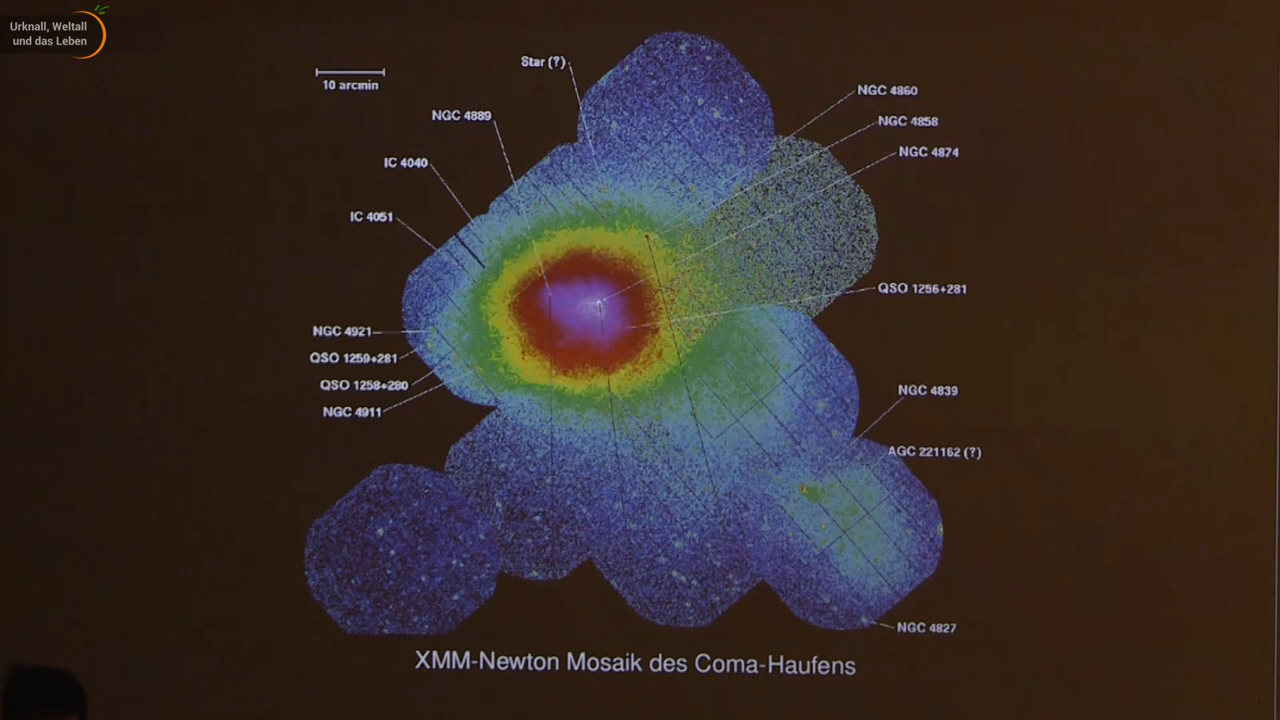 Urknall, Weltall
und das Leben
10 arcmin
Star (?)
NGC 4889
IC 4040
IC 4051
NGC 4921
QSO 1259+281
QSO 1258+280
NGC 4911
NGC 4860
NGC 4858
NGC 4874
QSO 1256+281
NGC 4839
AGC 221162 (?)
NGC 4827
XMM-Newton Mosaik des Coma-Haufens